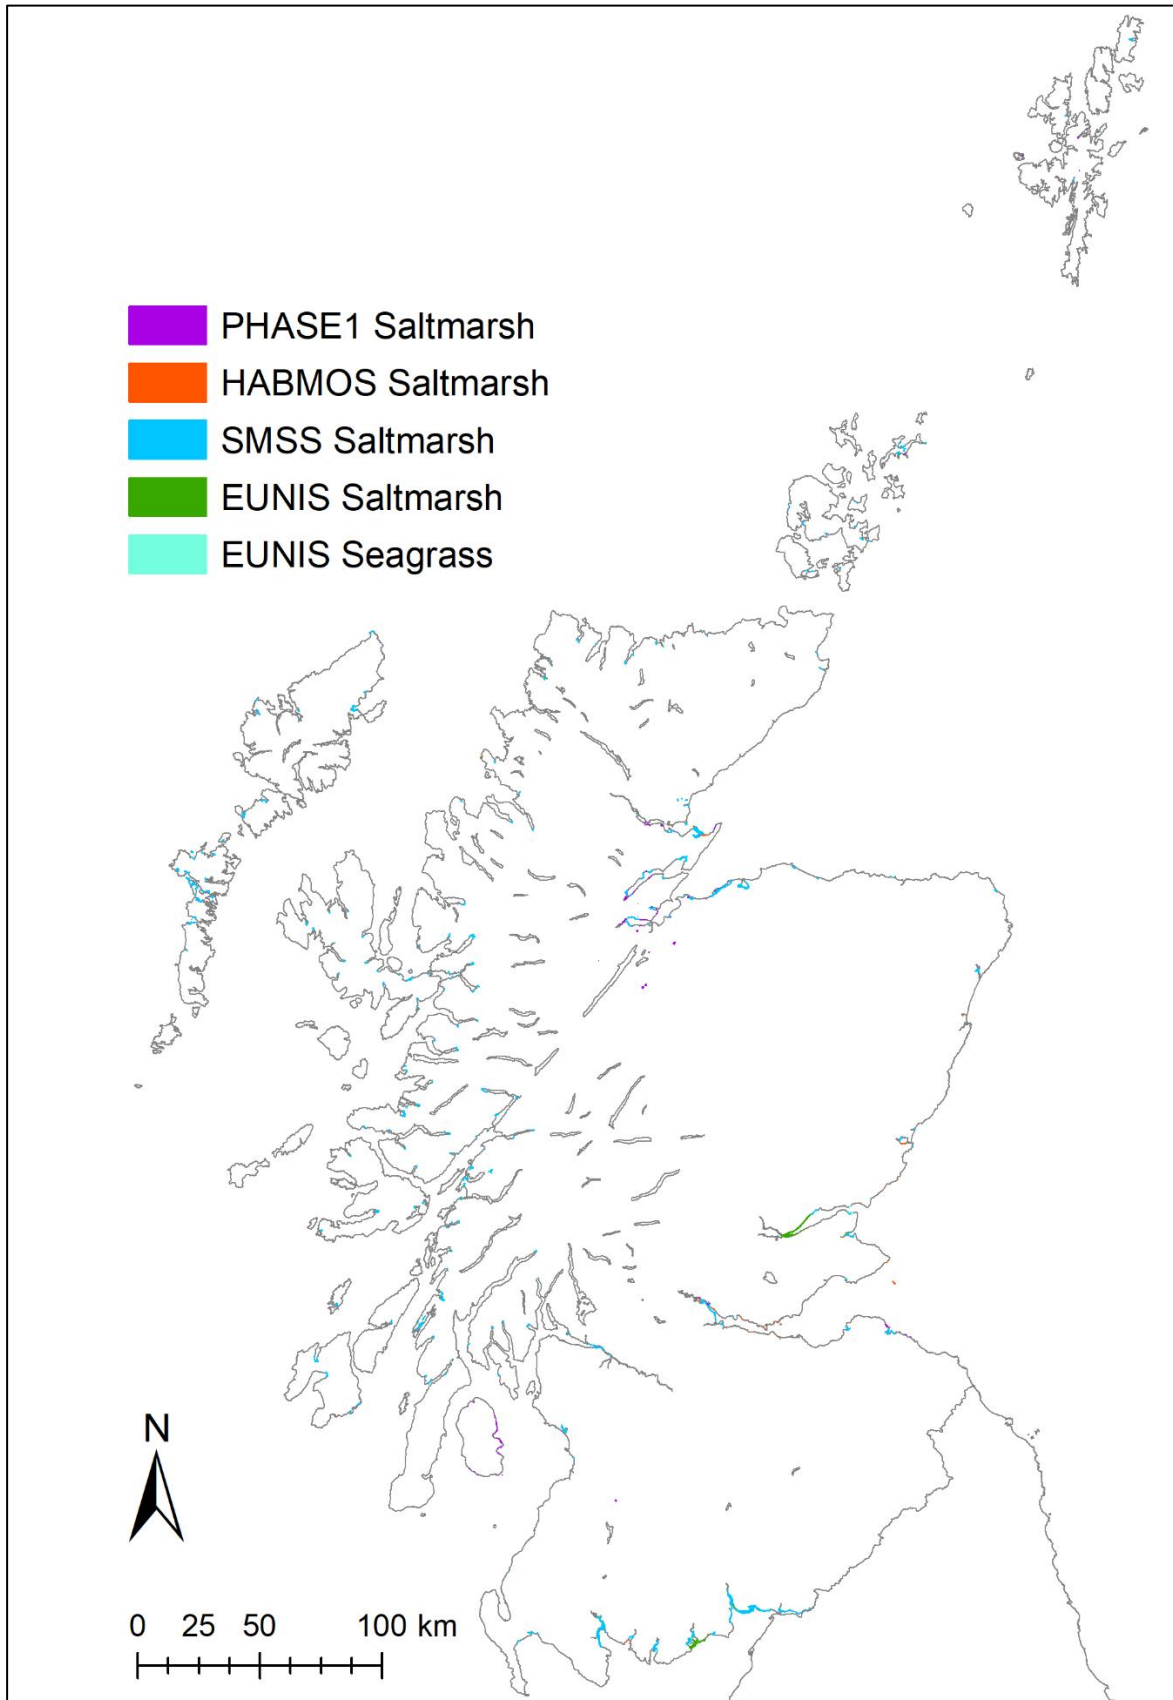 PHASE1 Saltmarsh
HABMOS Saltmarsh
SMSS Saltmarsh
EUNIS Saltmarsh
EUNIS Seagrass
N
0 25 50 100 km